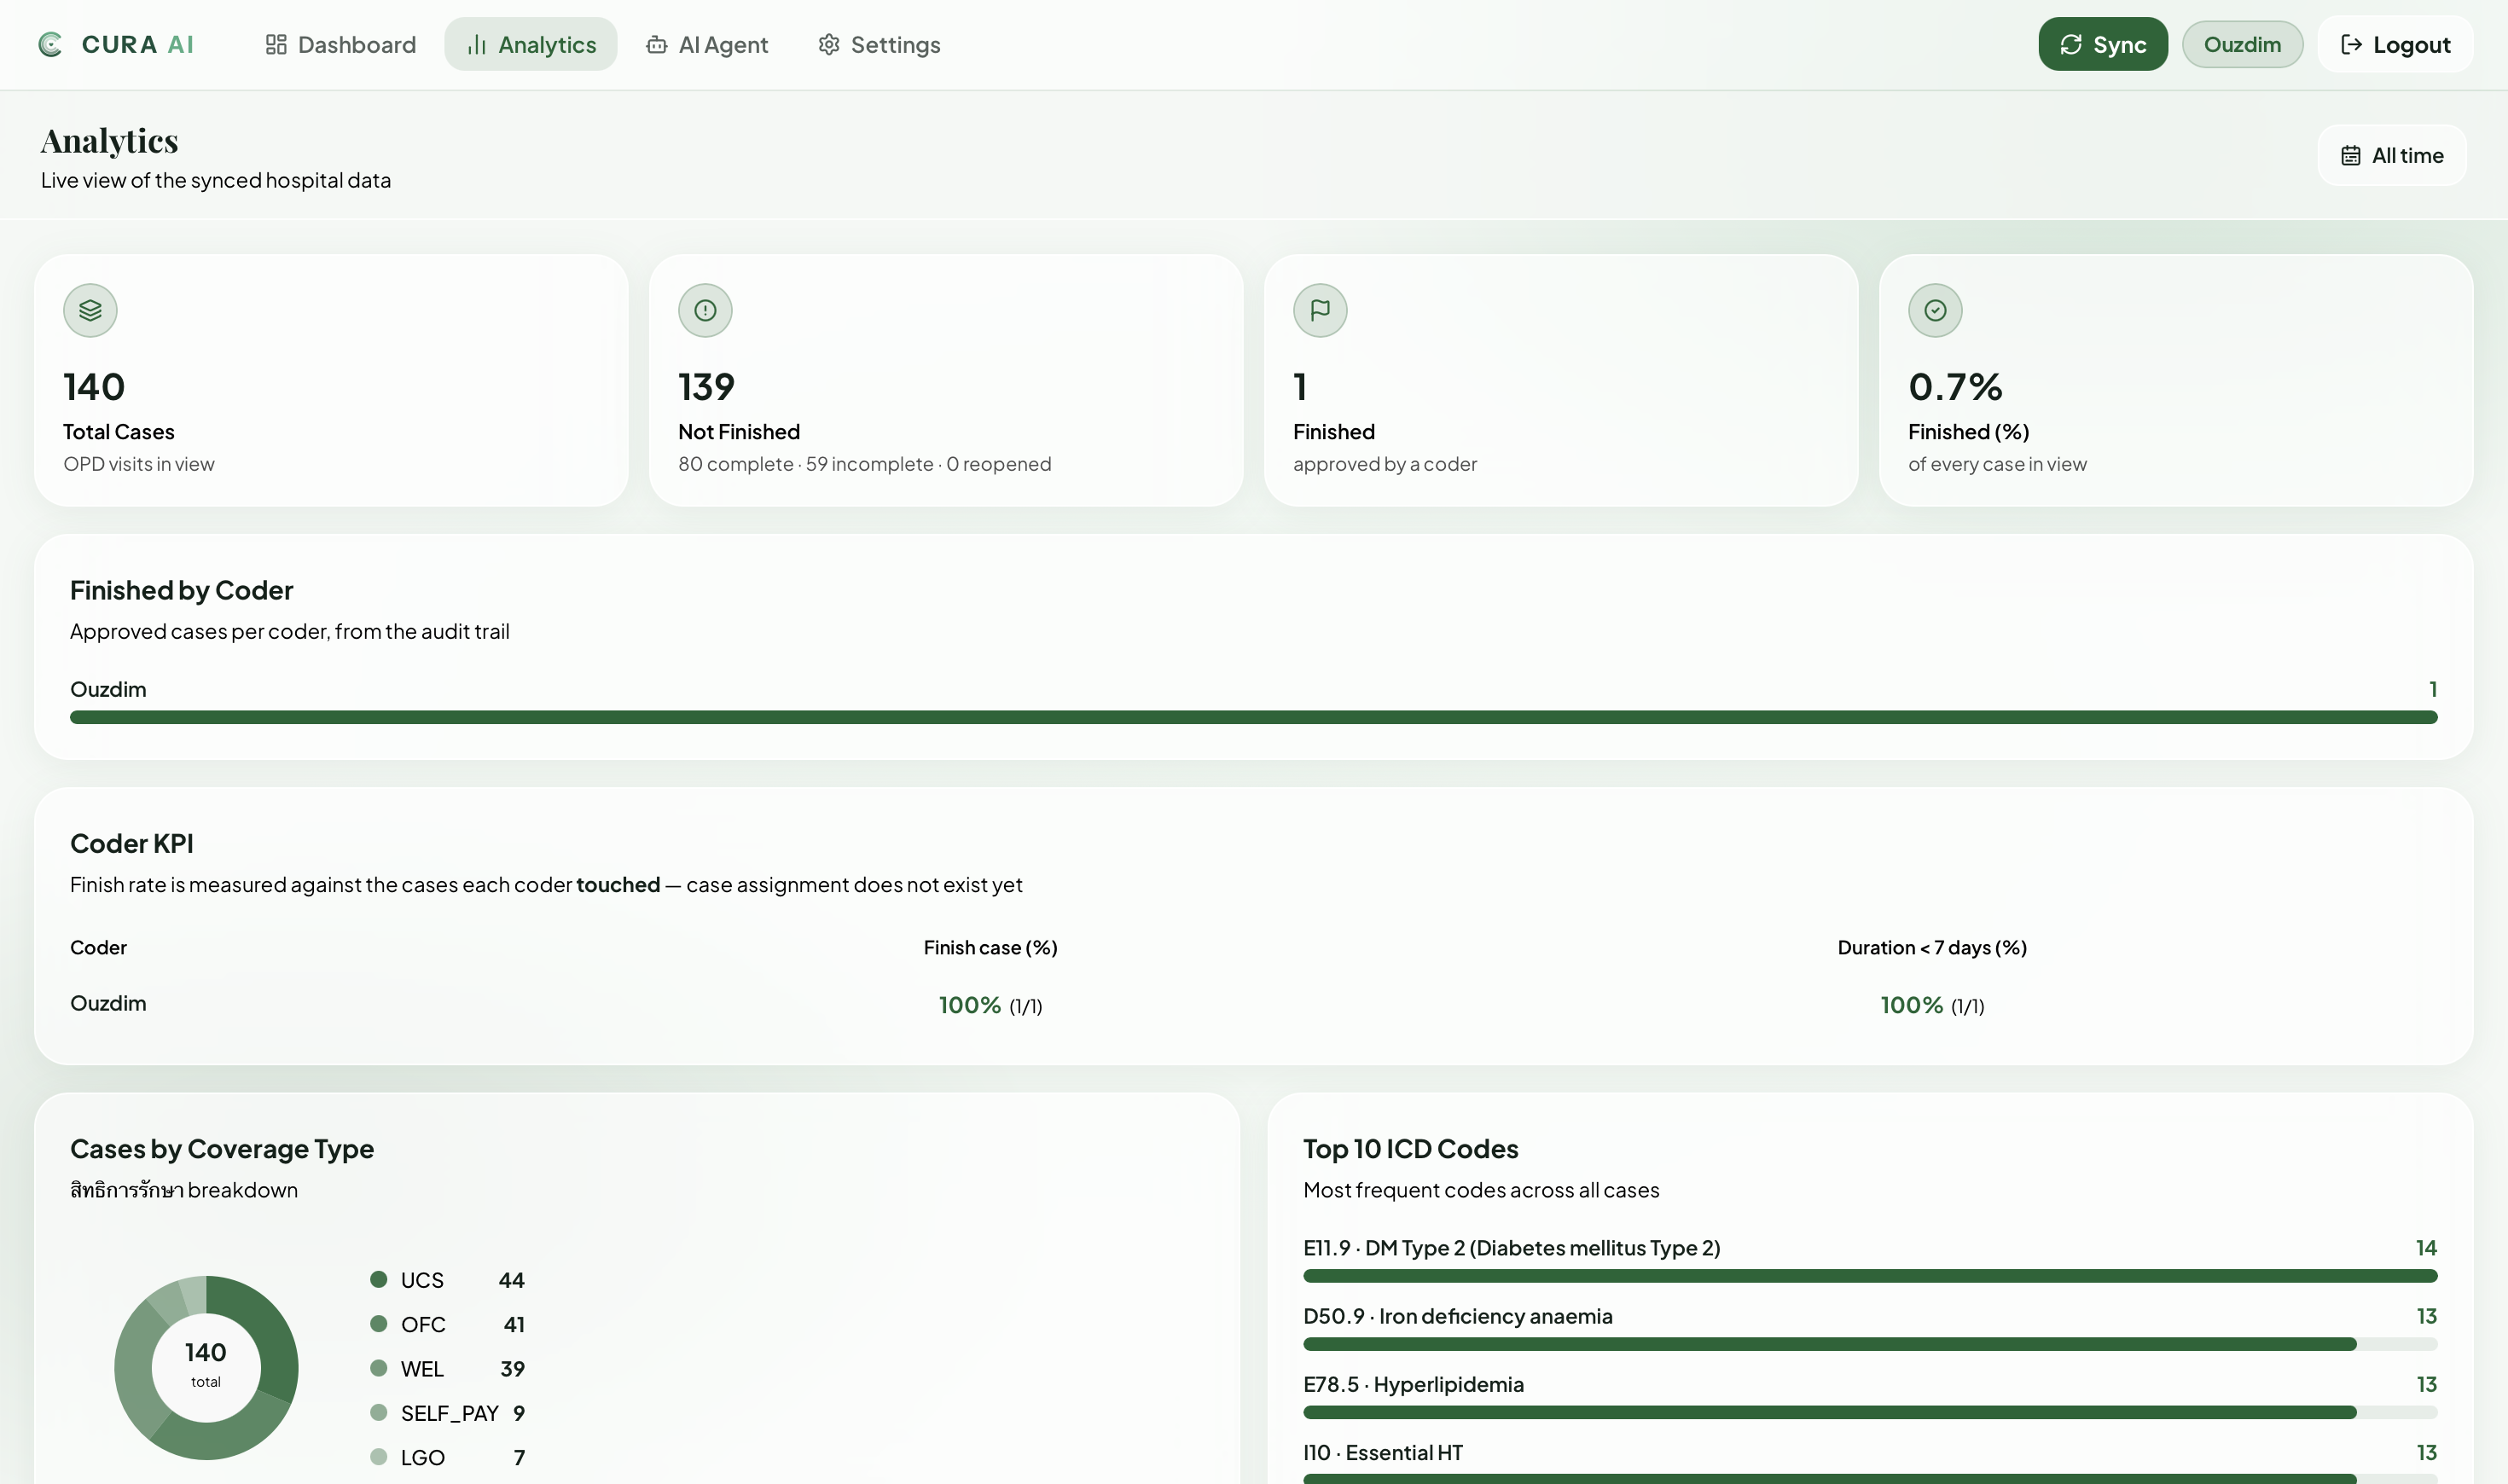 CURA AI
Dashboard
Analytics
AI Agent
Settings
Sync
Ouzdim
Logout
Analytics
Live view of the synced hospital data
All time
140
Total Cases
OPD visits in view
139
Not Finished
80 complete · 59 incomplete · 0 reopened
1
Finished
approved by a coder
0.7%
Finished (%)
of every case in view
Finished by Coder
Approved cases per coder, from the audit trail
Ouzdim 1
Coder KPI
Finish rate is measured against the cases each coder touched — case assignment does not exist yet
Coder Finish case (%) Duration < 7 days (%)
Ouzdim 100% (1/1) 100% (1/1)
Cases by Coverage Type
สิทธิการรักษา breakdown
140
total
UCS 44
OFC 41
WEL 39
SELF_PAY 9
LGO 7
Top 10 ICD Codes
Most frequent codes across all cases
E11.9 · DM Type 2 (Diabetes mellitus Type 2) 14
D50.9 · Iron deficiency anaemia 13
E78.5 · Hyperlipidemia 13
I10 · Essential HT 13